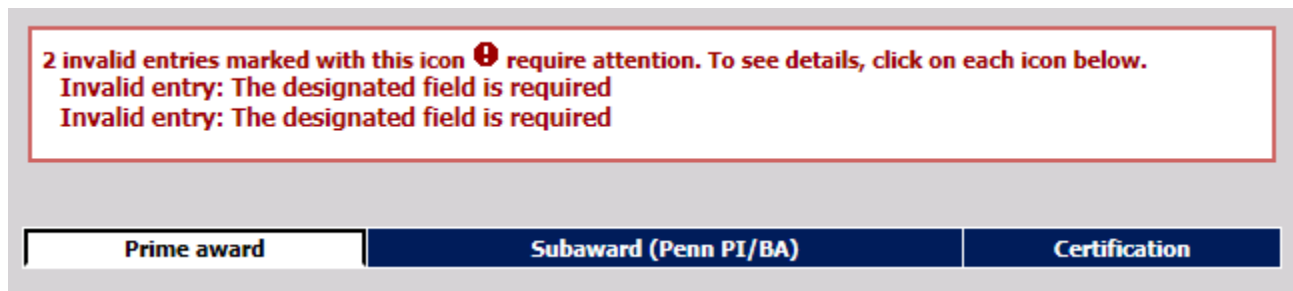 2 invalid entries marked with this icon require attention. To see details, click on each icon below.
Invalid entry: The designated field is required
Invalid entry: The designated field is required
Prime award Subaward (Penn PI/BA) Certification